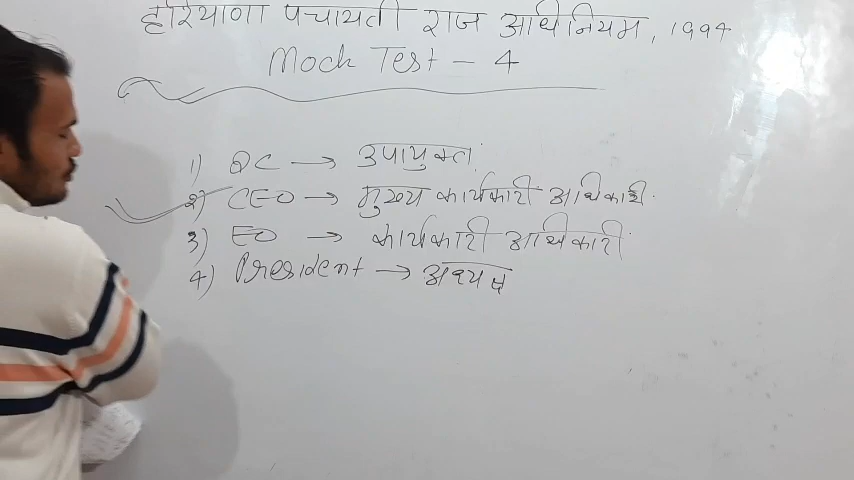 हरियाणा पंचायती राज अधिनियम, 1994
Mock Test - 4
1) DC → उपायुक्त
2) CEO → मुख्य कार्यकारी अधिकारी.
3) EO → कार्यकारी अधिकारी
4) President → अध्यक्ष